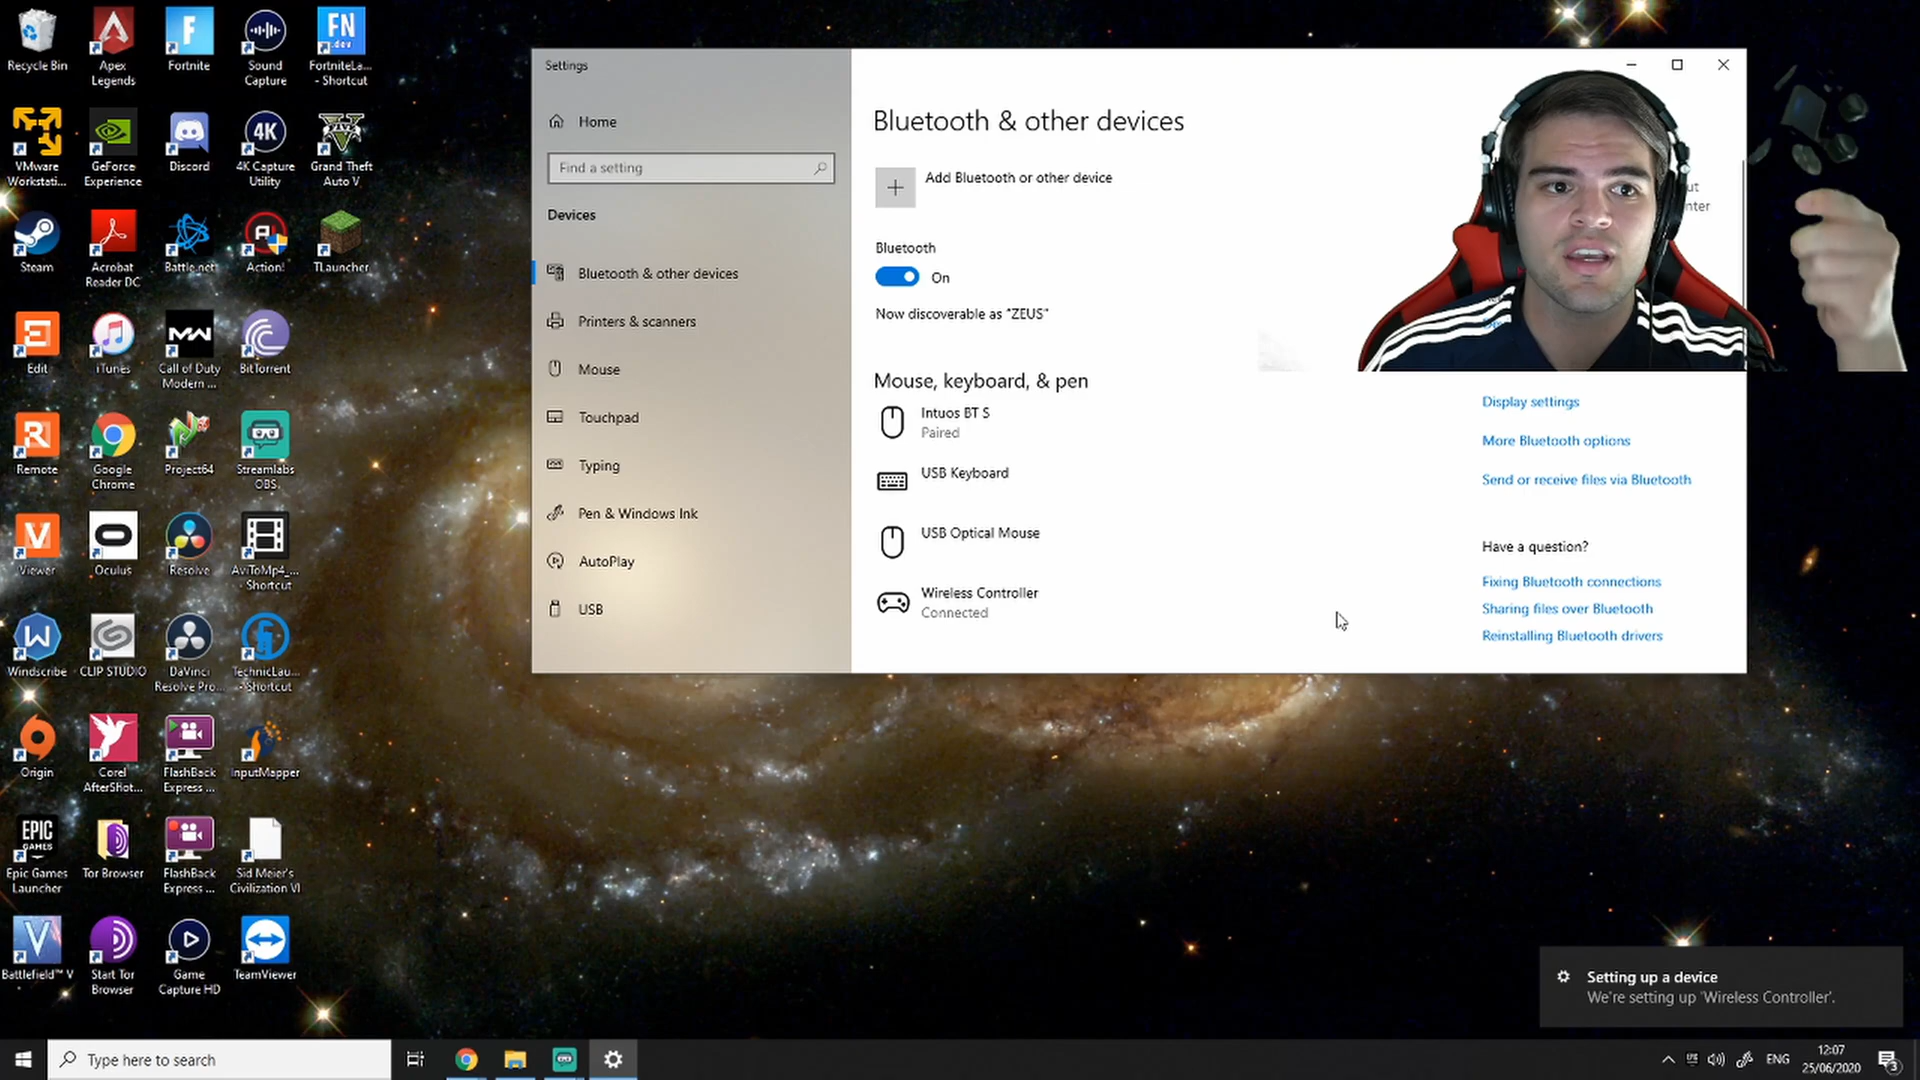 Recycle Bin
Apex
Legends
Fortnite
Sound
Capture
FN
.dev
FortniteLa...
- Shortcut
VMware
Workstati...
GeForce
Experience
Discord
4K
4K Capture
Utility
Grand Theft
Auto V
Steam
Acrobat
Reader DC
Battle.net
Action!
TLauncher
Edit
iTunes
MW
Call of Duty
Modern ...
BitTorrent
Remote
Google
Chrome
Project64
Streamlabs
OBS
Viewer
Oculus
Resolve
AviToMp4_...
- Shortcut
Windscribe
CLIP STUDIO
DaVinci
Resolve Pro...
TechnicLau...
- Shortcut
Origin
Corel
AfterShot...
FlashBack
Express ...
InputMapper
EPIC
GAMES
Epic Games
Launcher
Tor Browser
FlashBack
Express ...
Sid Meier's
Civilization VI
Battlefield™ V
Start Tor
Browser
Game
Capture HD
TeamViewer
Settings
Home
Find a setting
Devices
Bluetooth & other devices
Printers & scanners
Mouse
Touchpad
Typing
Pen & Windows Ink
AutoPlay
USB
Bluetooth & other devices
Add Bluetooth or other device
Bluetooth
On
Now discoverable as "ZEUS"
Mouse, keyboard, & pen
Intuos BT S
Paired
USB Keyboard
USB Optical Mouse
Wireless Controller
Connected
Display settings
More Bluetooth options
Send or receive files via Bluetooth
Have a question?
Fixing Bluetooth connections
Sharing files over Bluetooth
Reinstalling Bluetooth drivers
Setting up a device
We're setting up 'Wireless Controller'.
Type here to search
ENG
12:07
25/06/2020
3